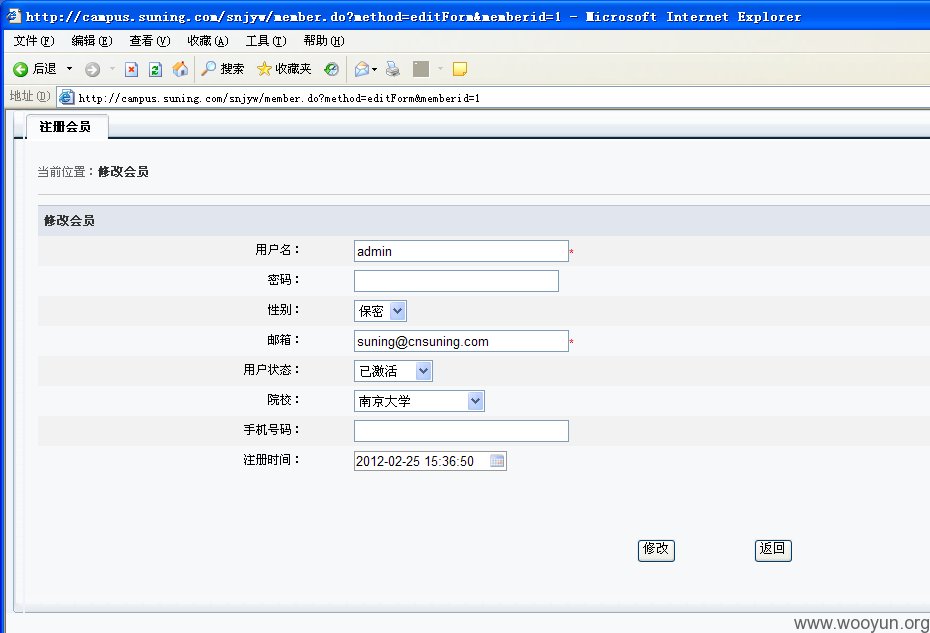 http://campus.suning.com/snjyw/member.do?method=editForm&memberid=1 - Microsoft Internet Explorer
文件(F) 编辑(E) 查看(V) 收藏(A) 工具(T) 帮助(H)
后退 搜索 收藏夹
地址(D) http://campus.suning.com/snjyw/member.do?method=editForm&memberid=1
注册会员
当前位置：修改会员
修改会员
用户名： admin *
密码：
性别： 保密
邮箱： suning@cnsuning.com *
用户状态： 已激活
院校： 南京大学
手机号码：
注册时间： 2012-02-25 15:36:50
修改 返回
www.wooyun.org